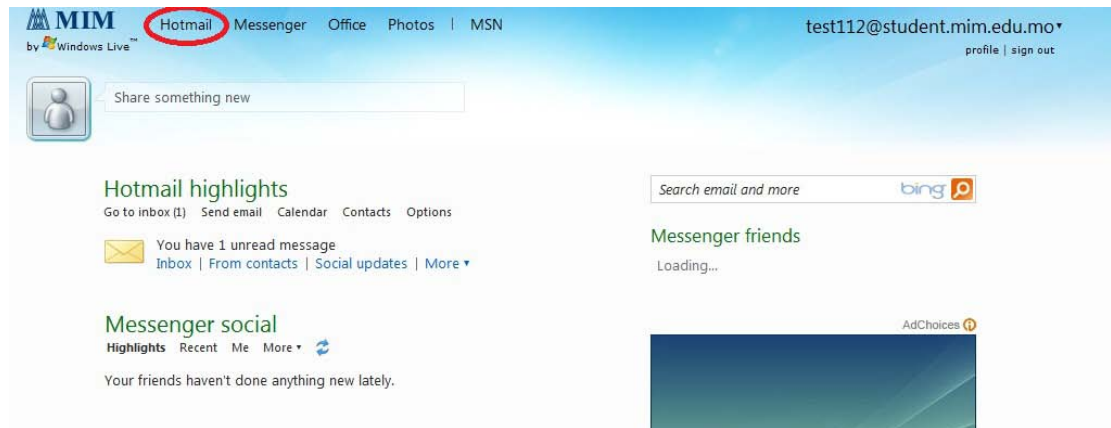 MIM
by Windows Live™
Hotmail Messenger Office Photos | MSN
test112@student.mim.edu.mo
profile | sign out
Share something new
Hotmail highlights
Go to inbox (1) Send email Calendar Contacts Options
You have 1 unread message
Inbox | From contacts | Social updates | More
Messenger social
Highlights Recent Me More
Your friends haven't done anything new lately.
Search email and more bing
Messenger friends
Loading...
AdChoices